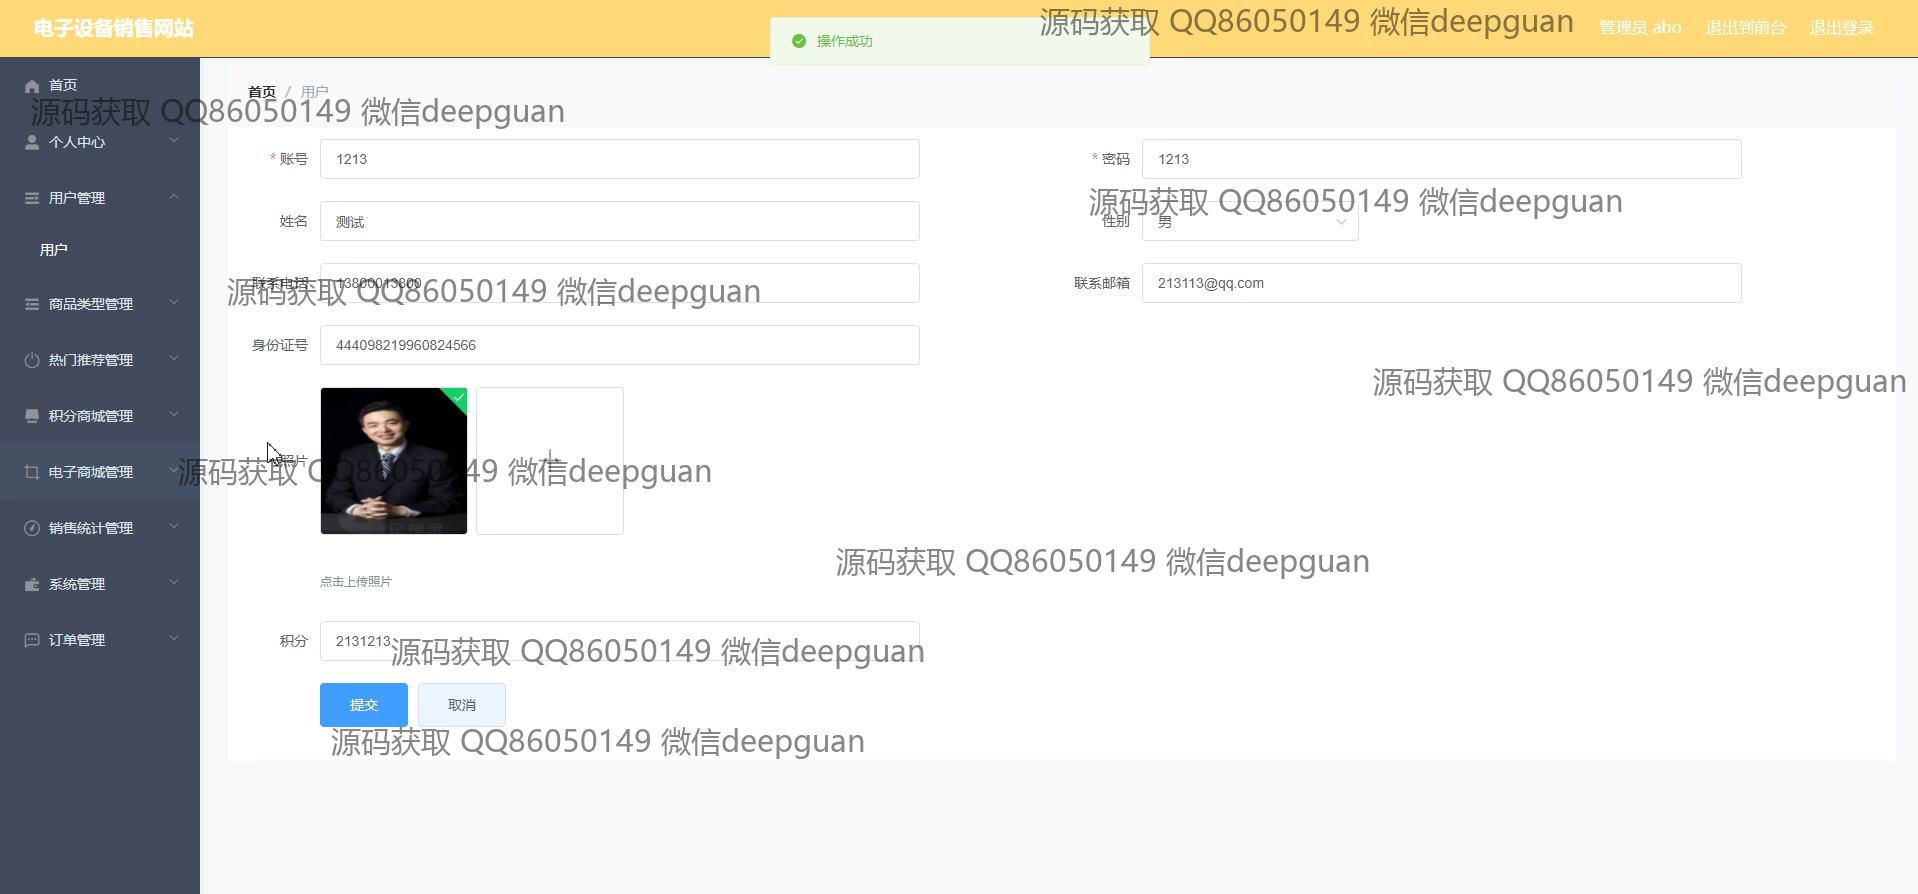 电子设备销售网站
操作成功
源码获取 QQ86050149 微信deepguan
管理员 abo
退出到前台
退出登录
首页
首页 / 用户
源码获取 QQ86050149 微信deepguan
个人中心
* 账号 1213
* 密码 1213
用户管理
源码获取 QQ86050149 微信deepguan
姓名 测试
性别 男
用户
联系电话 13800013800
联系邮箱 213113@qq.com
源码获取 QQ86050149 微信deepguan
商品类型管理
身份证号 444098219960824566
热门推荐管理
源码获取 QQ86050149 微信deepguan
积分商城管理
照片
电子商城管理
源码获取 QQ86050149 微信deepguan
销售统计管理
源码获取 QQ86050149 微信deepguan
系统管理
点击上传照片
订单管理
积分 2131213
源码获取 QQ86050149 微信deepguan
提交
取消
源码获取 QQ86050149 微信deepguan